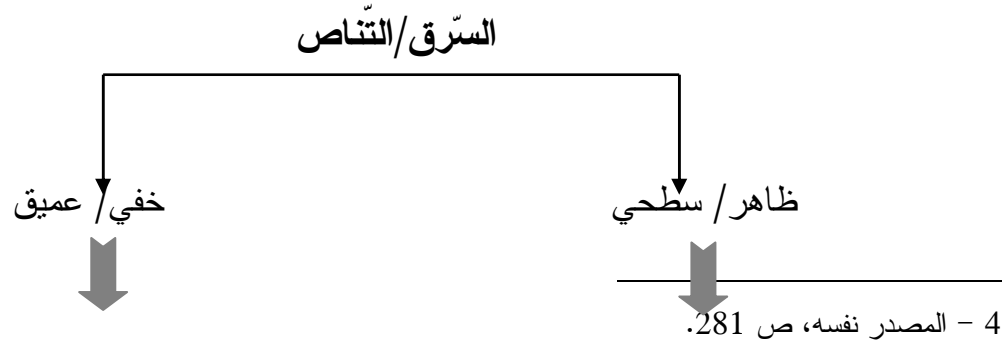 السّرق/التّناص
ظاهر/ سطحي
خفي/ عميق
4 - المصدر نفسه، ص 281.